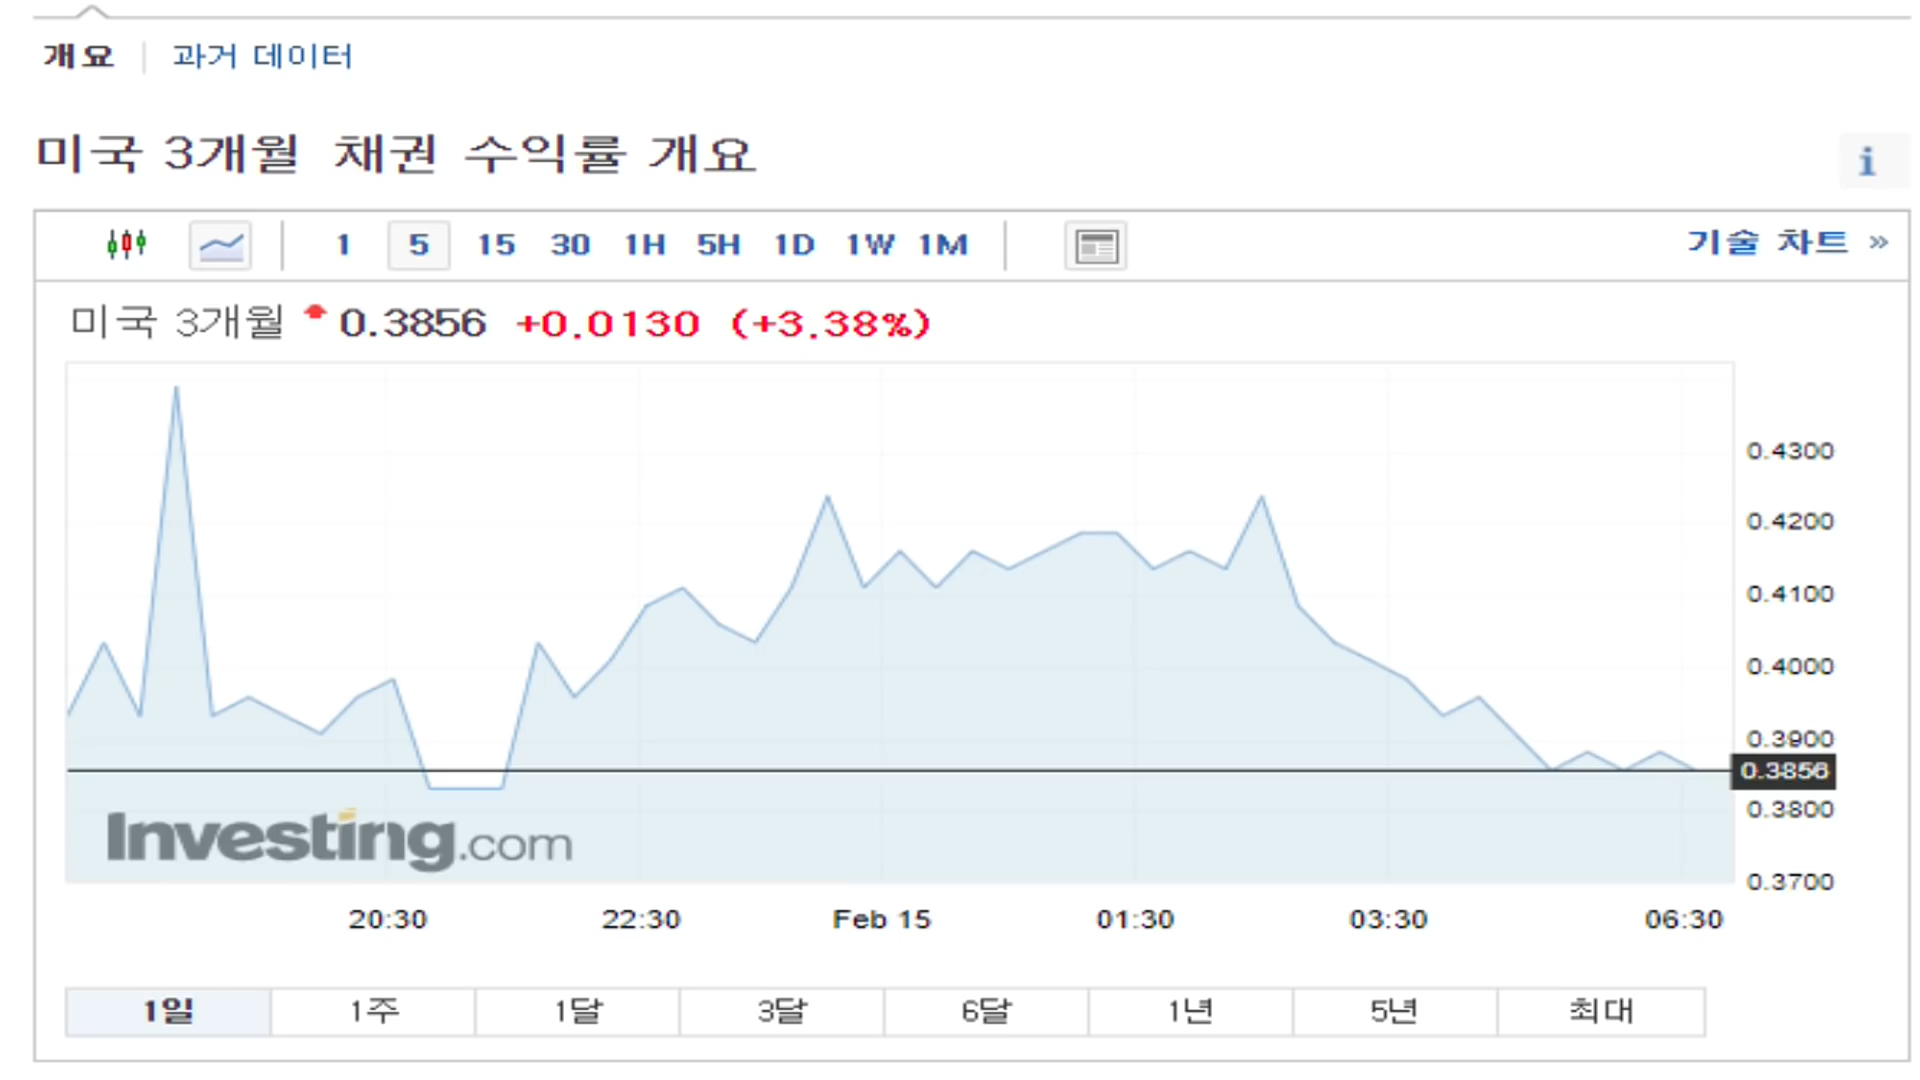 개요 과거 데이터
미국 3개월 채권 수익률 개요
i
1 5 15 30 1H 5H 1D 1W 1M 기술 차트 »
미국 3개월 0.3856 +0.0130 (+3.38%)
0.4300
0.4200
0.4100
0.4000
0.3900
0.3856
0.3800
Investing.com
0.3700
20:30 22:30 Feb 15 01:30 03:30 06:30
1일 1주 1달 3달 6달 1년 5년 최대